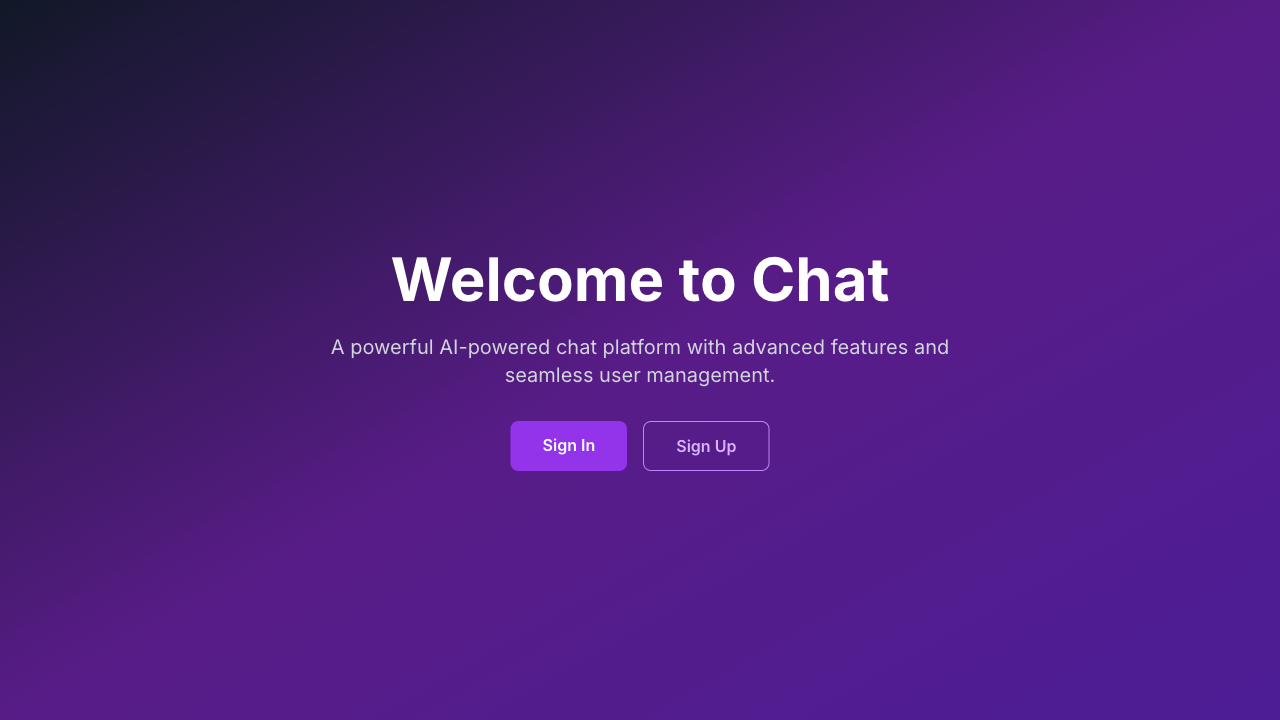 Welcome to Chat
A powerful AI-powered chat platform with advanced features and
seamless user management.
Sign In
Sign Up